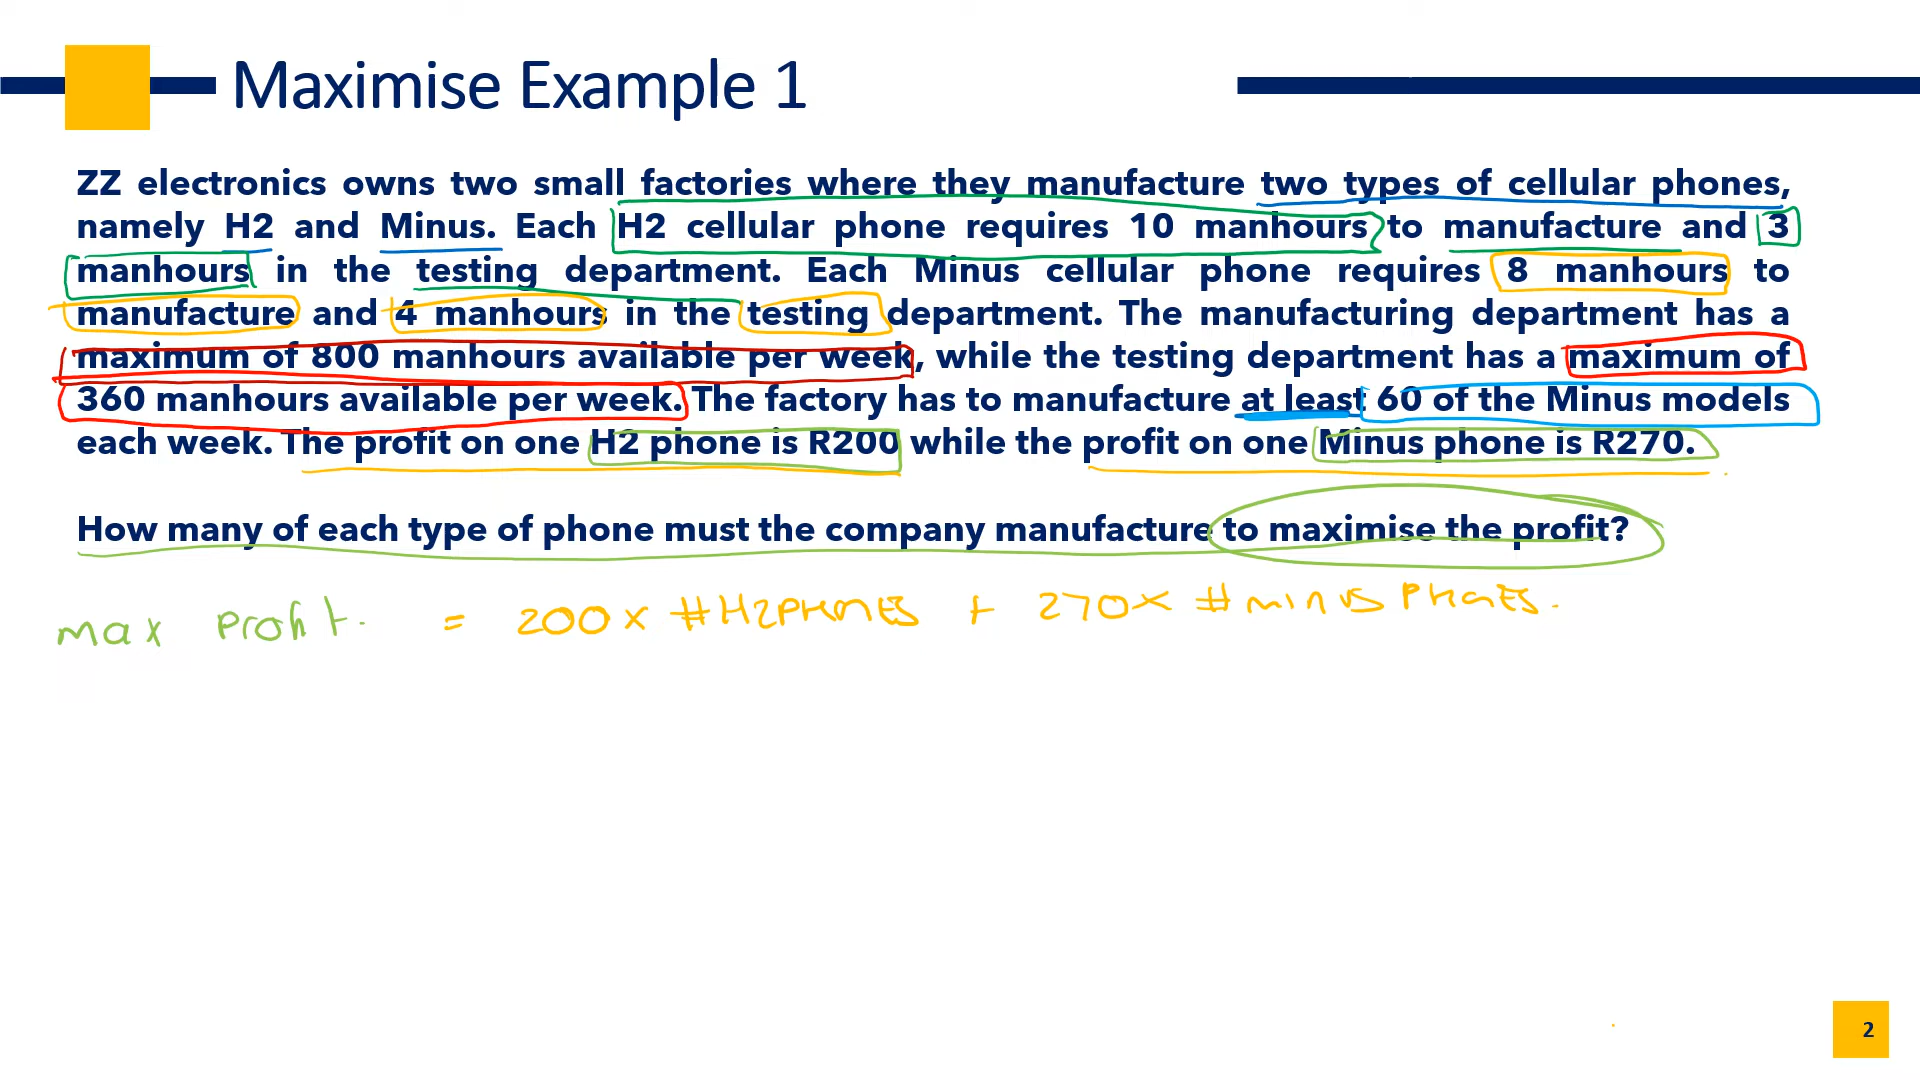 Maximise Example 1
ZZ electronics owns two small factories where they manufacture two types of cellular phones,
namely H2 and Minus. Each H2 cellular phone requires 10 manhours to manufacture and 3
manhours in the testing department. Each Minus cellular phone requires 8 manhours to
manufacture and 4 manhours in the testing department. The manufacturing department has a
maximum of 800 manhours available per week, while the testing department has a maximum of
360 manhours available per week. The factory has to manufacture at least 60 of the Minus models
each week. The profit on one H2 phone is R200 while the profit on one Minus phone is R270.
How many of each type of phone must the company manufacture to maximise the profit?
max profit. = 200 x #H2PHONES + 270 x #minus PHONES.
2